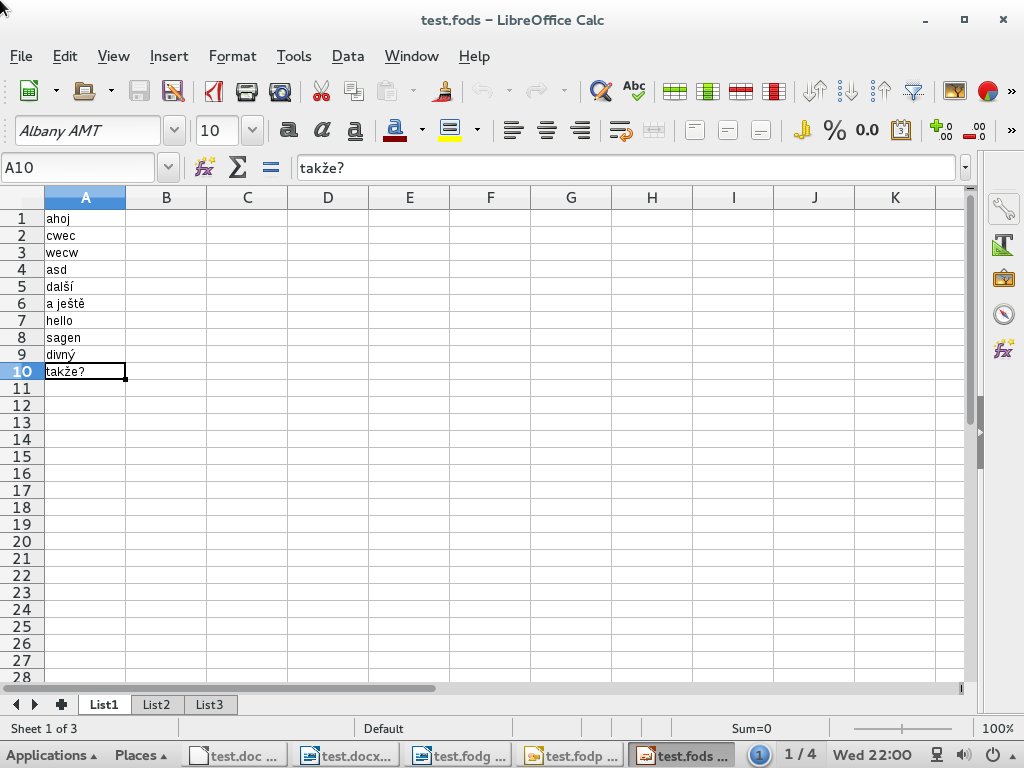 test.fods – LibreOffice Calc
File Edit View Insert Format Tools Data Window Help
Abc
Albany AMT 10 a a a a % 0.0
A10 fx Σ = takže?
A B C D E F G H I J K
1 ahoj
2 cwec
3 wecw
4 asd
5 další
6 a ještě
7 hello
8 sagen
9 divný
10 takže?
11
12
13
14
15
16
17
18
19
20
21
22
23
24
25
26
27
28
List1 List2 List3
Sheet 1 of 3 Default Sum=0 100%
Applications Places test.doc ... test.docx... test.fodg ... test.fodp ... test.fods ... 1 1 / 4 Wed 22:00